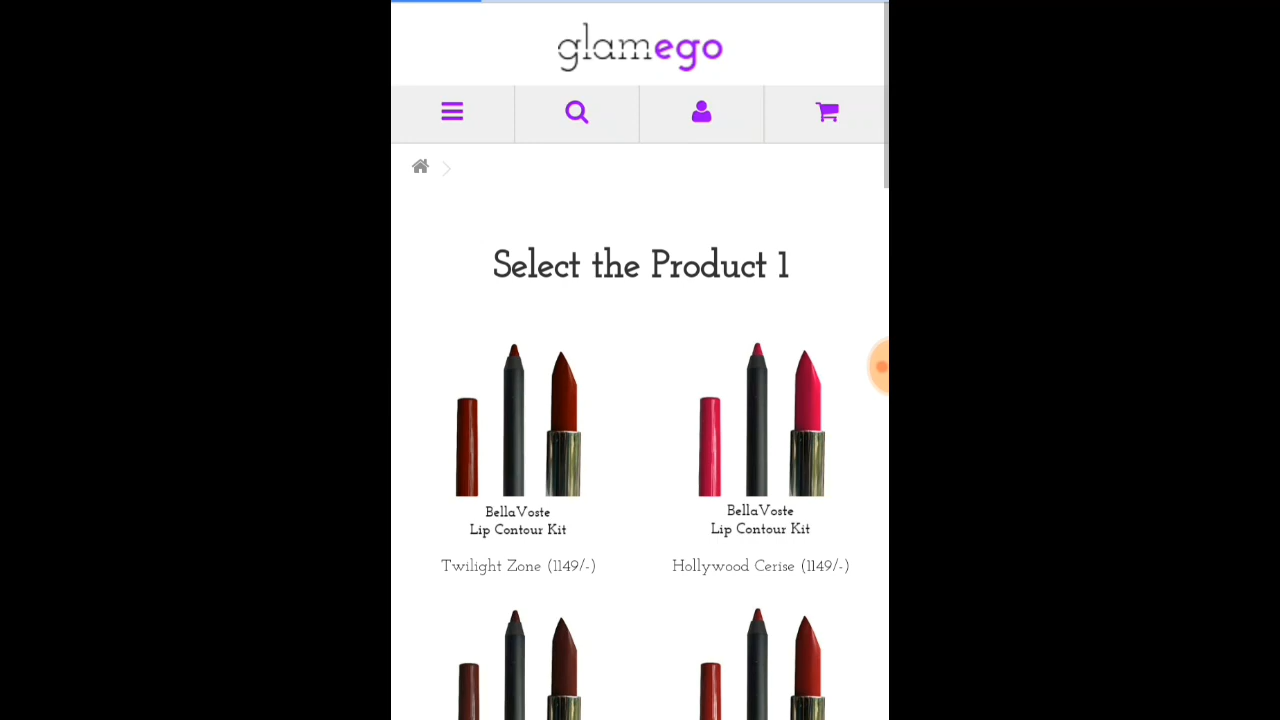 glamego
Select the Product 1
BellaVoste
Lip Contour Kit
Twilight Zone (1149/-)
BellaVoste
Lip Contour Kit
Hollywood Cerise (1149/-)